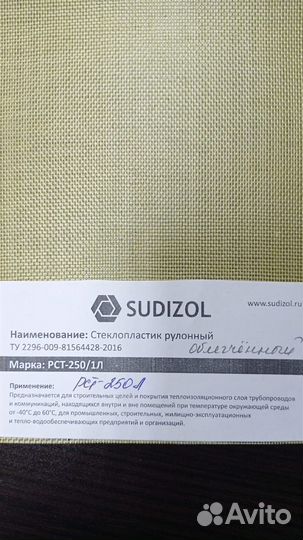 SUDIZOL
www.sudizol.ru
Наименование: Стеклопластик рулонный
ТУ 2296-009-81564428-2016
облегчённый
Марка: РСТ-250/1Л
Применение: РСТ-250Л
Предназначается для строительных целей и покрытия теплоизоляционного слоя трубопроводов
и коммуникаций, находящихся внутри и вне помещений при температуре окружающей среды
от -40°С до 60°С, для промышленных, строительных, жилищно-эксплуатационных
и тепло-водообеспечивающих предприятий и организаций.
Avito